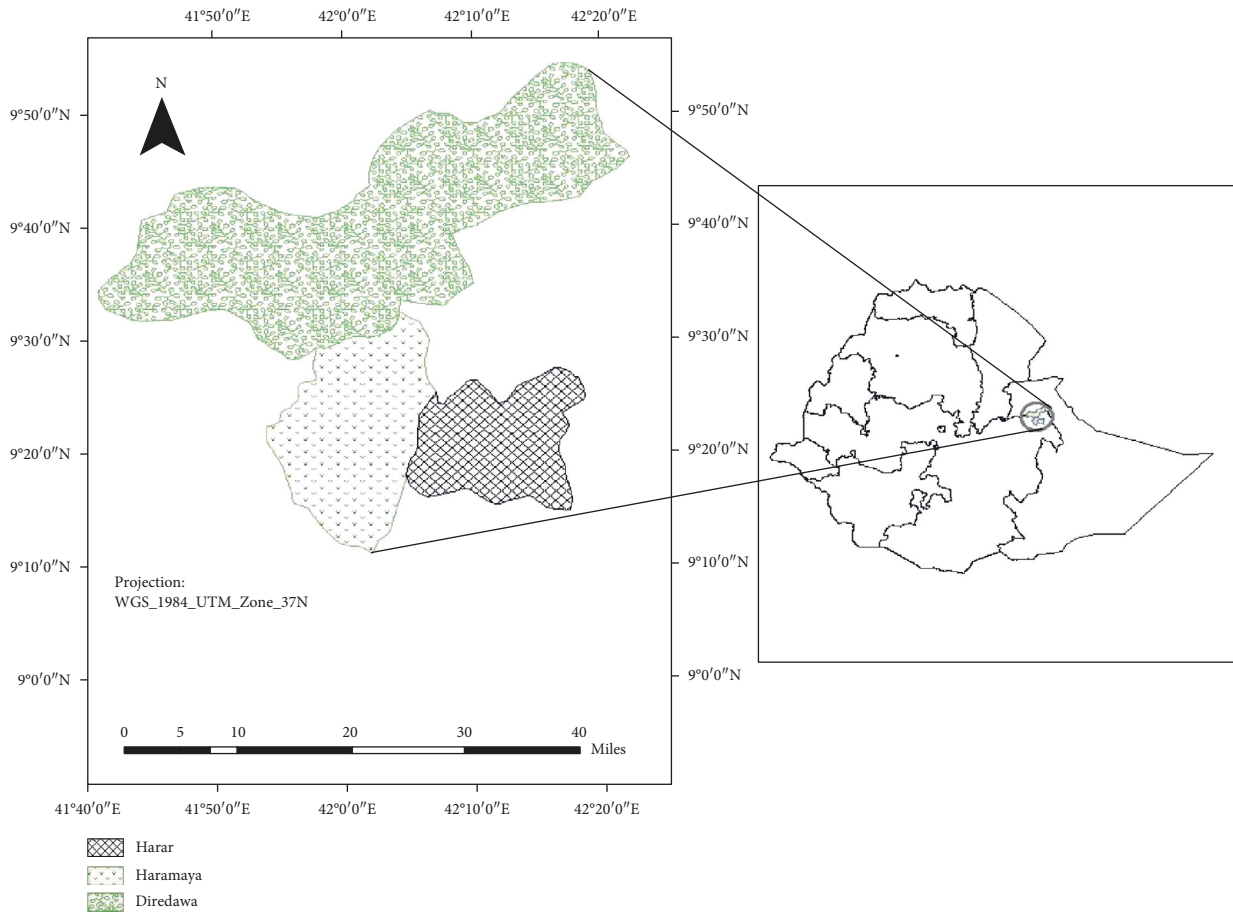 41°50′0″E 42°0′0″E 42°10′0″E 42°20′0″E
N
9°50′0″N 9°50′0″N
9°40′0″N 9°40′0″N
9°30′0″N 9°30′0″N
9°20′0″N 9°20′0″N
9°10′0″N 9°10′0″N
Projection:
WGS_1984_UTM_Zone_37N
9°0′0″N 9°0′0″N
0 5 10 20 30 40
Miles
41°40′0″E 41°50′0″E 42°0′0″E 42°10′0″E 42°20′0″E
Harar
Haramaya
Diredawa